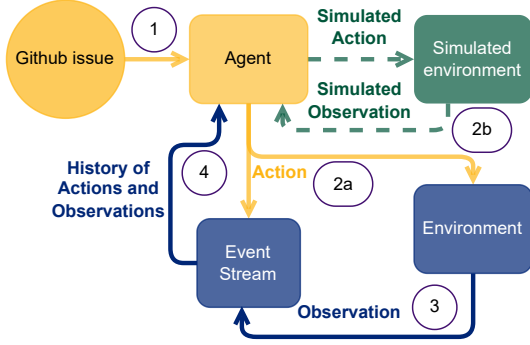 1
Github issue
Agent
Simulated
Action
Simulated
environment
Simulated
Observation
2b
History of
Actions and
Observations
4
Action
2a
Event
Stream
Environment
Observation
3